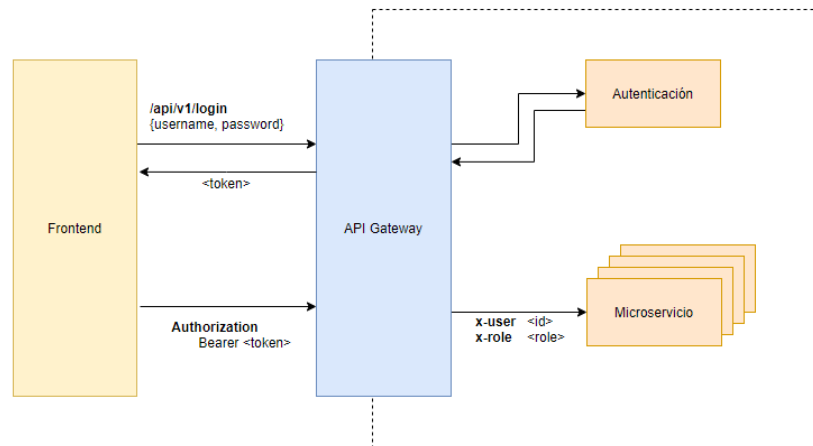 /api/v1/login
{username, password}
Autenticación
<token>
Frontend
API Gateway
Authorization
Bearer <token>
x-user <id>
x-role <role>
Microservicio